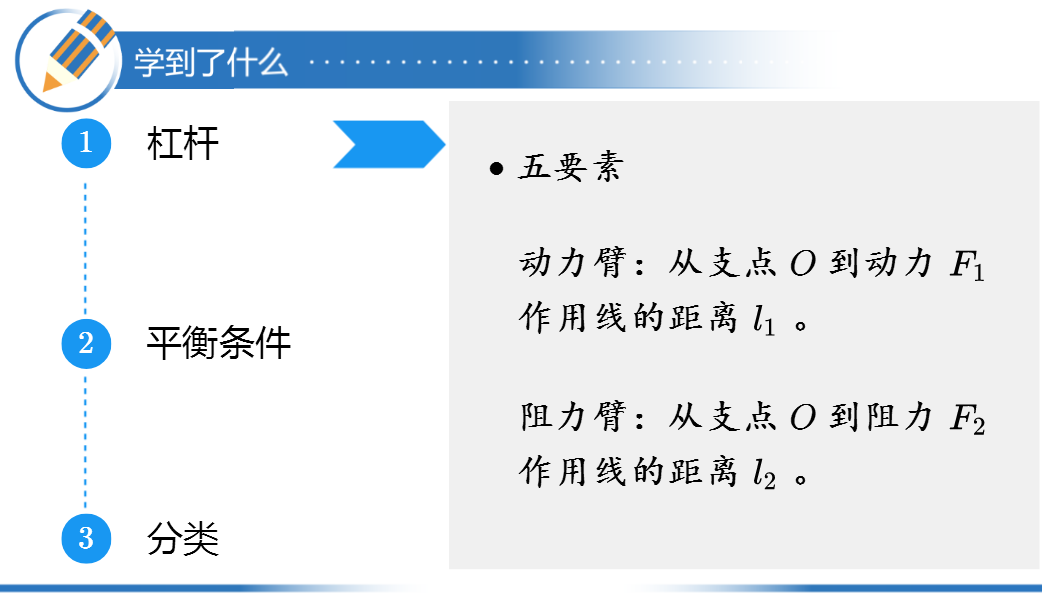 学到了什么
1 杠杆
2 平衡条件
3 分类
• 五要素
动力臂：从支点 O 到动力 F₁
作用线的距离 l₁ 。
阻力臂：从支点 O 到阻力 F₂
作用线的距离 l₂ 。